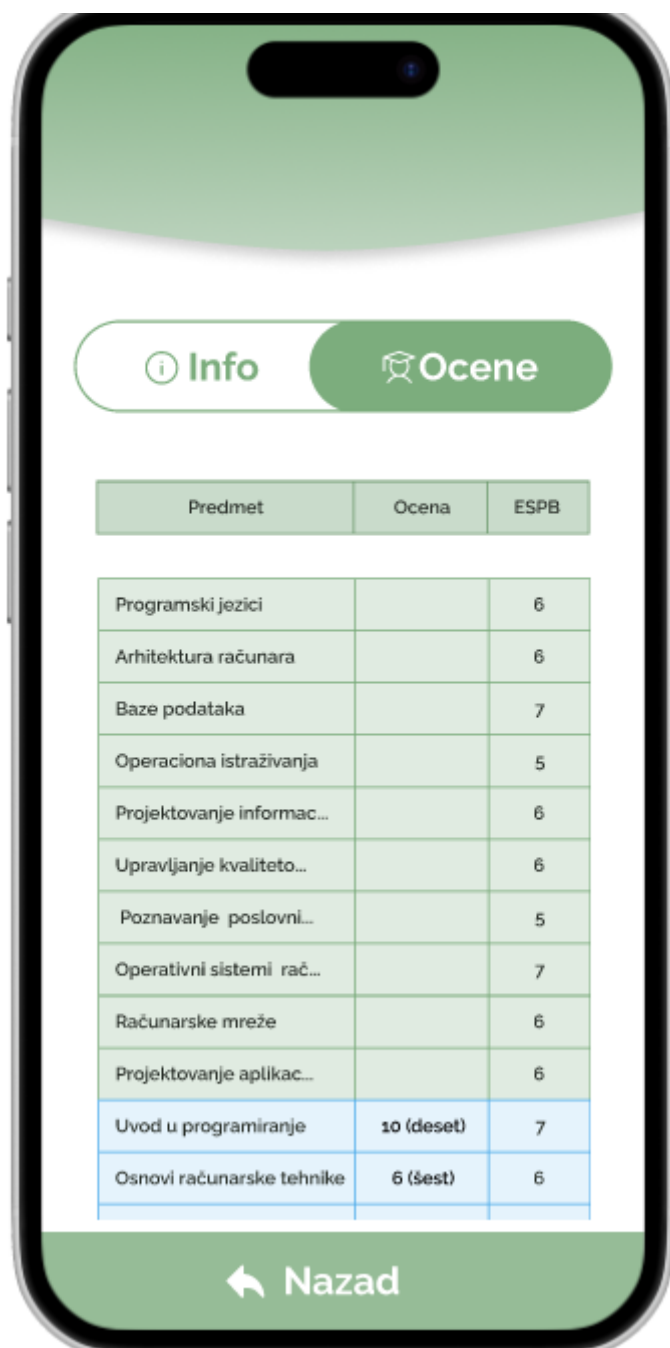 Info Ocene
Predmet Ocena ESPB
Programski jezici 6
Arhitektura računara 6
Baze podataka 7
Operaciona istraživanja 5
Projektovanje informac... 6
Upravljanje kvaliteto... 6
Poznavanje poslovni... 5
Operativni sistemi rač... 7
Računarske mreže 6
Projektovanje aplikac... 6
Uvod u programiranje 10 (deset) 7
Osnovi računarske tehnike 6 (šest) 6
Nazad